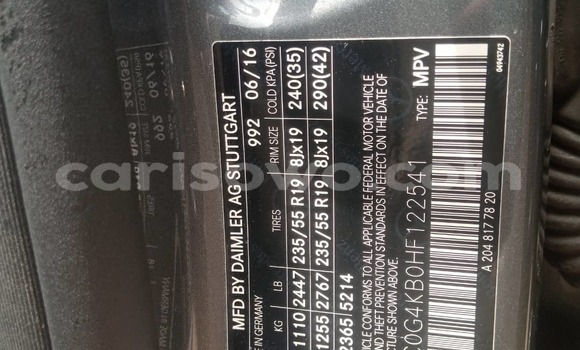 MFD BY DAIMLER AG STUTTGART
IN GERMANY 992 06/16
KG LB TIRES RIM SIZE COLD KPA(PSI)
1110 2447 235/55 R19 8Jx19 240(35)
1255 2767 235/55 R19 8Jx19 290(42)
2365 5214
VEHICLE CONFORMS TO ALL APPLICABLE FEDERAL MOTOR VEHICLE
AND THEFT PREVENTION STANDARDS IN EFFECT ON THE DATE OF
SHOWN ABOVE.
0G4KB0HF122541 TYPE: MPV
A 204 817 78 20
04943742
carisowo.com